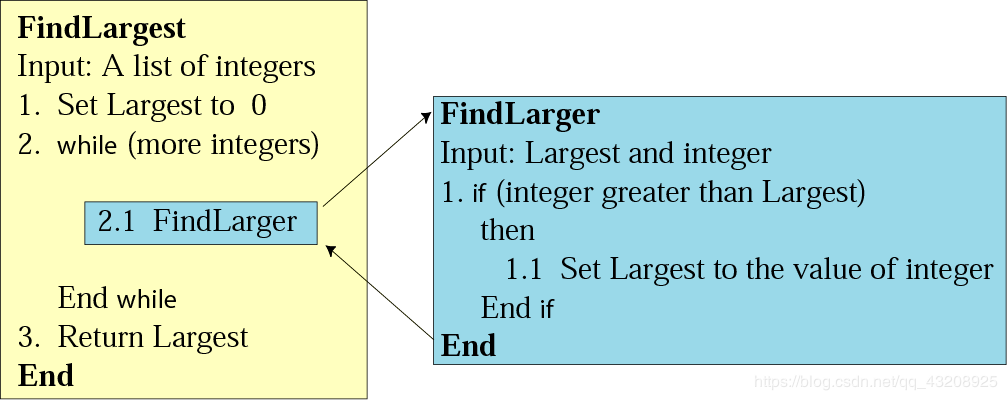 FindLargest
Input: A list of integers
1. Set Largest to 0
2. while (more integers)
2.1 FindLarger
End while
3. Return Largest
End
FindLarger
Input: Largest and integer
1. if (integer greater than Largest)
then
1.1 Set Largest to the value of integer
End if
End
https://blog.csdn.net/qq_43208925